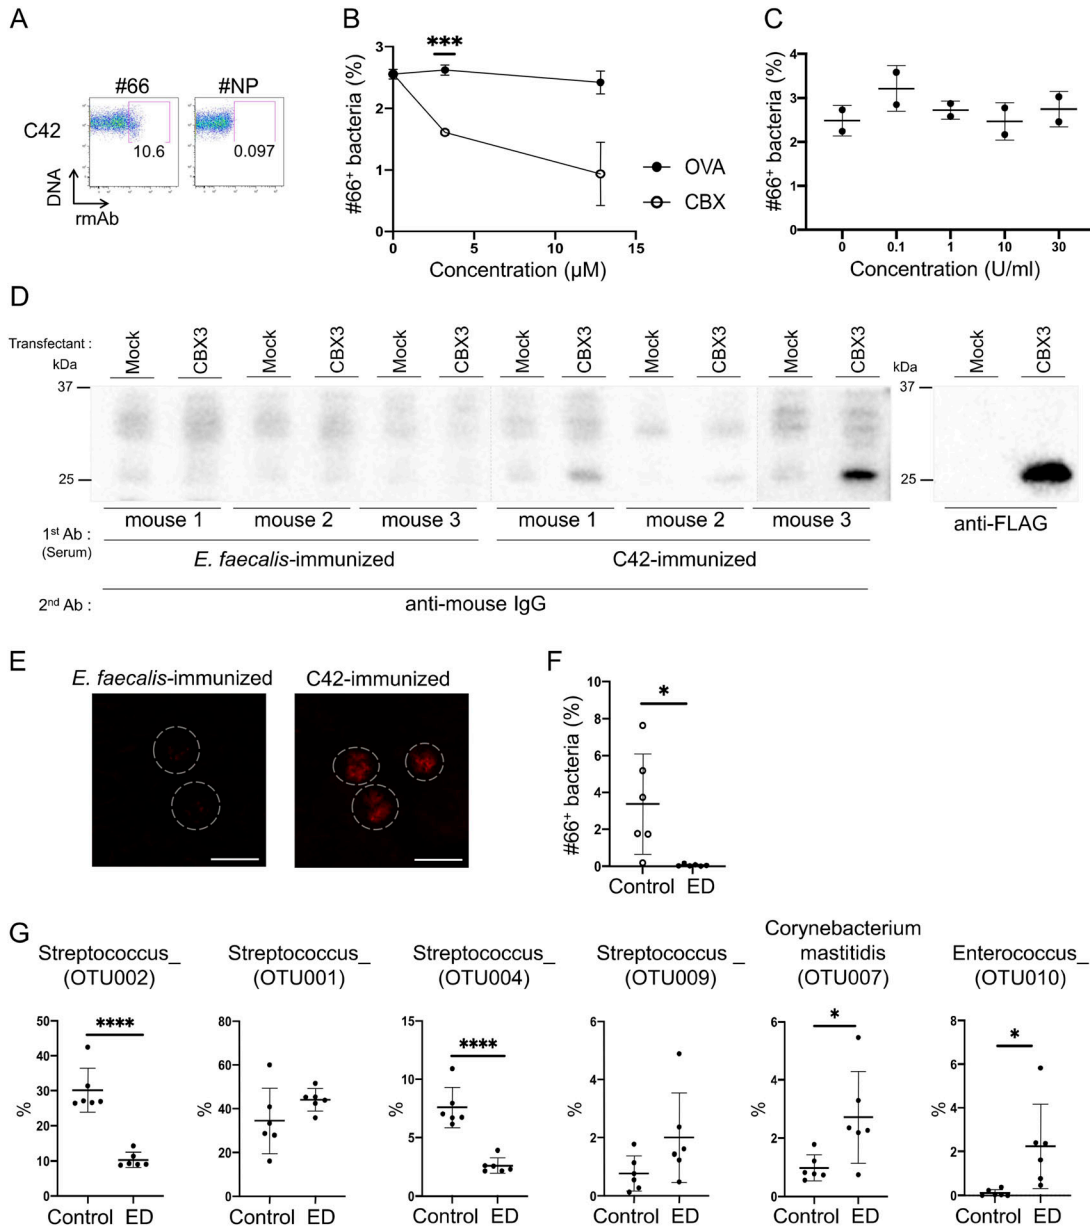 A
#66 #NP
C42
10.6 0.097
DNA
rmAb
B
***
#66⁺ bacteria (%)
3
2
1
0
0 5 10 15
Concentration (µM)
OVA
CBX
C
#66⁺ bacteria (%)
4
3
2
1
0
0 0.1 1 10 30
Concentration (U/ml)
D
Transfectant :
Mock CBX3 Mock CBX3 Mock CBX3 Mock CBX3 Mock CBX3 Mock CBX3
kDa
37
25
kDa Mock CBX3
37
25
mouse 1 mouse 2 mouse 3 mouse 1 mouse 2 mouse 3
anti-FLAG
1st Ab :
(Serum)
E. faecalis-immunized C42-immunized
2nd Ab :
anti-mouse IgG
E
E. faecalis-immunized C42-immunized
F
*
#66⁺ bacteria (%)
10
8
6
4
2
0
Control ED
G
Streptococcus_
(OTU002)
****
%
50
40
30
20
10
0
Control ED
Streptococcus_
(OTU001)
%
80
60
40
20
0
Control ED
Streptococcus_
(OTU004)
****
%
15
10
5
0
Control ED
Streptococcus _
(OTU009)
%
6
4
2
0
Control ED
Corynebacterium
mastitidis
(OTU007)
*
%
6
4
2
0
Control ED
Enterococcus_
(OTU010)
*
%
8
6
4
2
0
Control ED